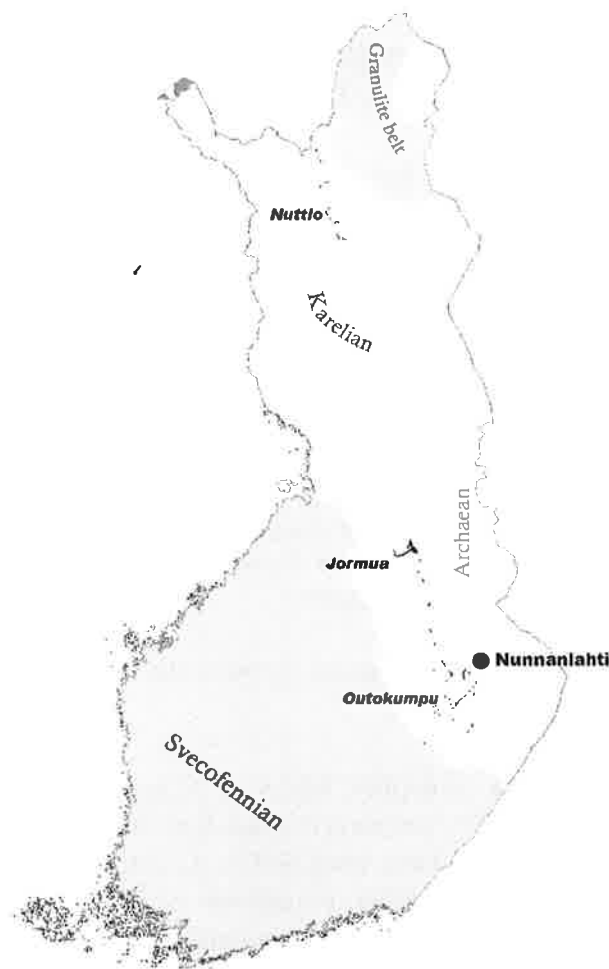 Granulite belt
Nuttio
Karelian
Archaean
Jormua
Nunnanlahti
Outokumpu
Svecofennian